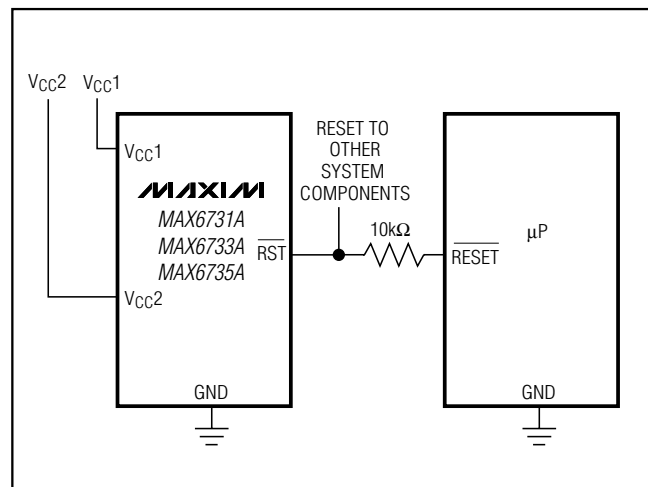 VCC2 VCC1
RESET TO
OTHER
SYSTEM
COMPONENTS
VCC1
MAXIM
MAX6731A
MAX6733A
MAX6735A
RST
10kΩ
RESET
μP
VCC2
GND
GND